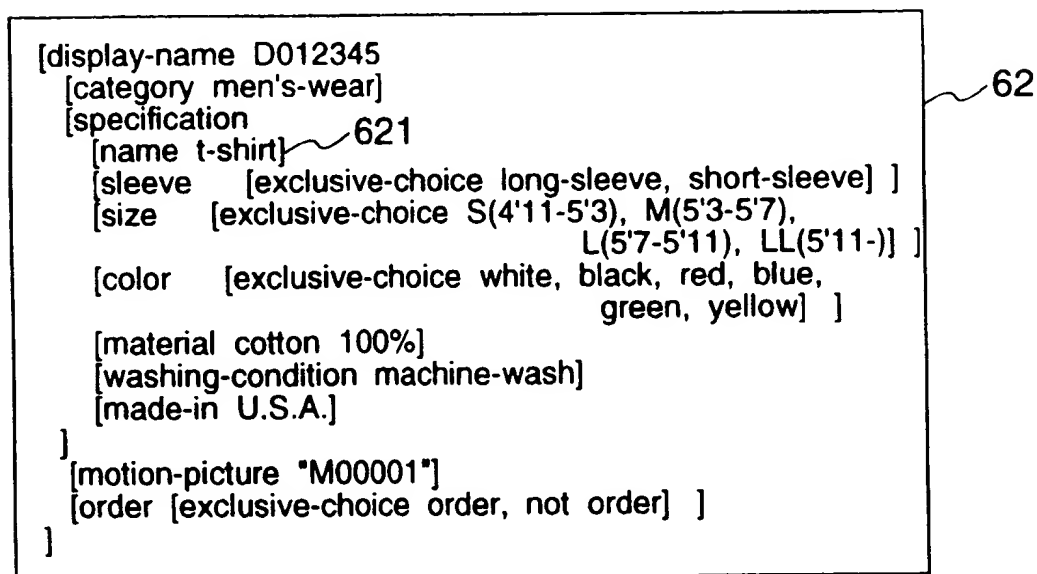 [display-name D012345
[category men's-wear]
62
[specification
621
[name t-shirt]
[sleeve [exclusive-choice long-sleeve, short-sleeve] ]
[size [exclusive-choice S(4'11-5'3), M(5'3-5'7),
L(5'7-5'11), LL(5'11-)] ]
[color [exclusive-choice white, black, red, blue,
green, yellow] ]
[material cotton 100%]
[washing-condition machine-wash]
[made-in U.S.A.]
]
[motion-picture "M00001"]
[order [exclusive-choice order, not order] ]
]